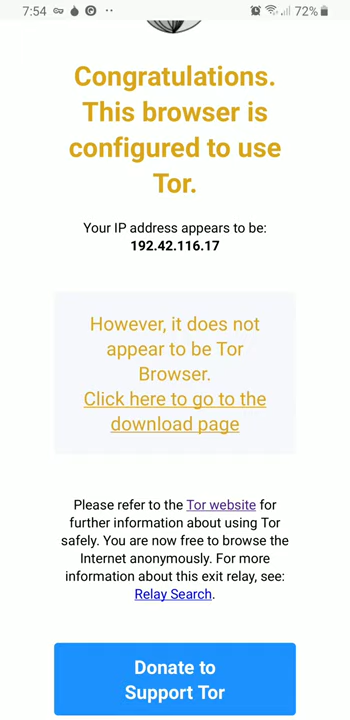 7:54
72%
Congratulations.
This browser is
configured to use
Tor.
Your IP address appears to be:
192.42.116.17
However, it does not
appear to be Tor
Browser.
Click here to go to the
download page
Please refer to the Tor website for
further information about using Tor
safely. You are now free to browse the
Internet anonymously. For more
information about this exit relay, see:
Relay Search.
Donate to
Support Tor